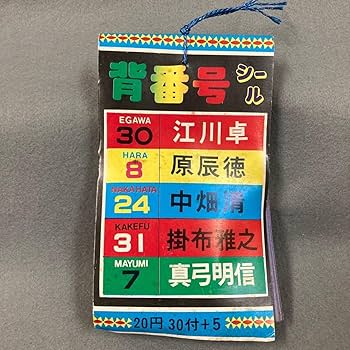 背番号シール
EGAWA
30 江川卓
HARA
8 原辰徳
NAKAHATA
24 中畑清
KAKEFU
31 掛布雅之
MAYUMI
7 真弓明信
20円 30付+5